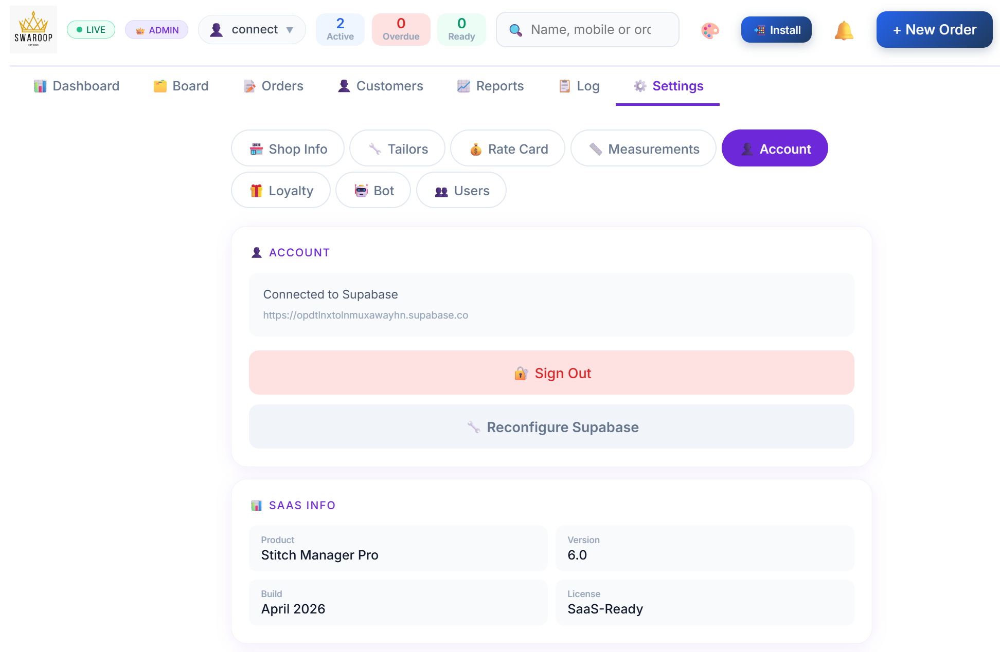 SWAROOP
EST 2015
LIVE
ADMIN
connect ▼
2
Active
0
Overdue
0
Ready
Name, mobile or orc
Install
+ New Order
Dashboard
Board
Orders
Customers
Reports
Log
Settings
Shop Info
Tailors
Rate Card
Measurements
Account
Loyalty
Bot
Users
ACCOUNT
Connected to Supabase
https://opdtlnxtolnmuxawayhn.supabase.co
Sign Out
Reconfigure Supabase
SAAS INFO
Product
Stitch Manager Pro
Version
6.0
Build
April 2026
License
SaaS-Ready